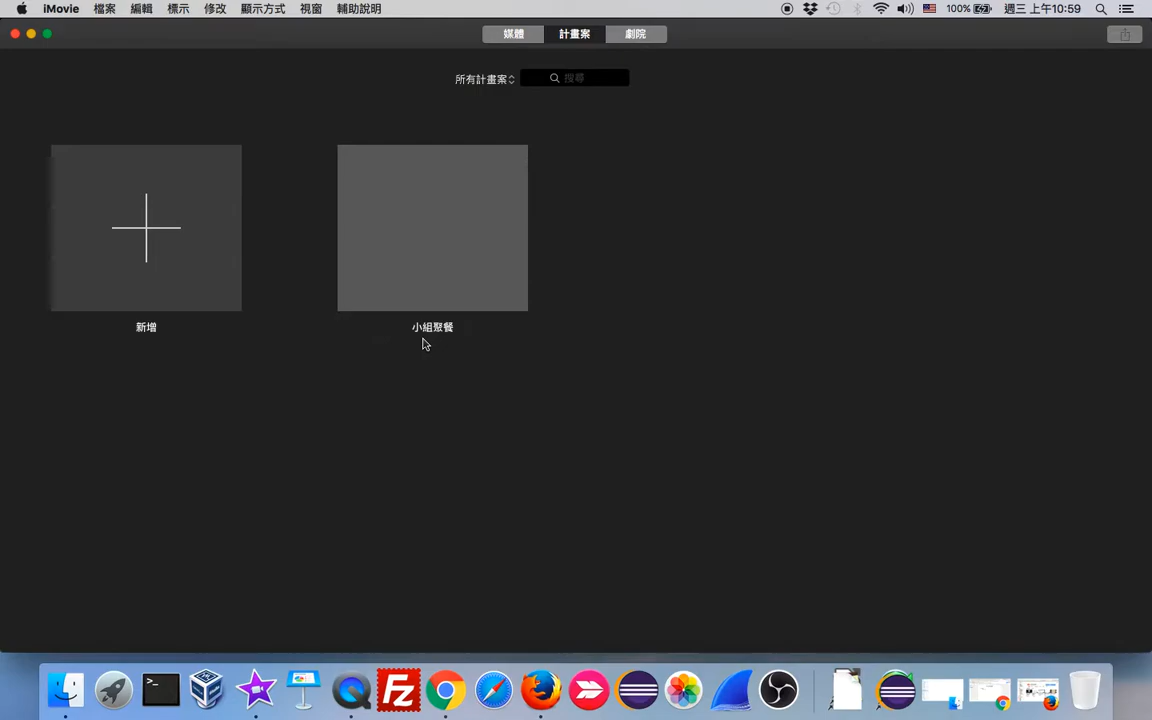 iMovie 檔案 編輯 標示 修改 顯示方式 視窗 輔助說明 100% 週三 上午10:59
媒體 計畫案 劇院
所有計畫案 搜尋
新增 小組聚餐